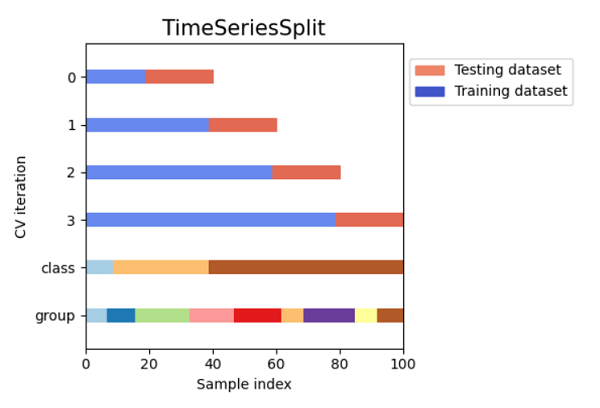 TimeSeriesSplit
Testing dataset
Training dataset
CV iteration
0
1
2
3
class
group
0 20 40 60 80 100
Sample index